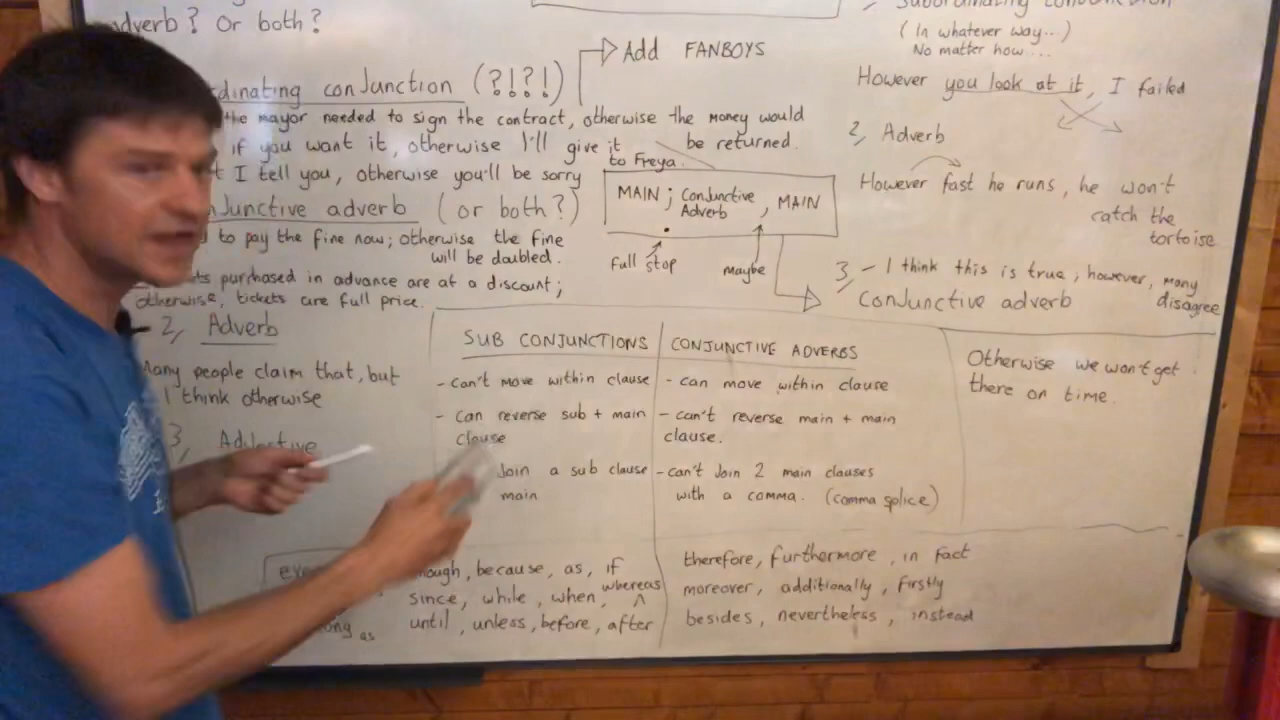 adverb? Or both?
conjunction (?!?!)
the mayor needed to sign the contract, otherwise the money would
be returned.
if you want it, otherwise I'll give it
to Freya.
I tell you, otherwise you'll be sorry
adverb (or both?)
to pay the fine now; otherwise the fine
will be doubled.
purchased in advance are at a discount;
otherwise, tickets are full price.
2, Adverb
Many people claim that, but
I think otherwise
3, Adjective
Add FANBOYS
MAIN ; Conjunctive
Adverb , MAIN
full stop
maybe
Subordinating
(In whatever way...)
No matter how ...
However you look at it, I failed
2, Adverb
However fast he runs, he won't
catch the
tortoise
3, - I think this is true; however, many
disagree
Conjunctive adverb
SUB CONJUNCTIONS
- Can't move within clause
- Can reverse sub + main
clause
Join a sub clause
main
though, because, as, if
since, while, when, whereas
until, unless, before, after
as
CONJUNCTIVE ADVERBS
- can move within clause
- can't reverse main + main
clause.
- can't Join 2 main clauses
with a comma. (comma splice)
therefore, furthermore, in fact
moreover, additionally, firstly
besides, nevertheless, instead
Otherwise we won't get
there on time.